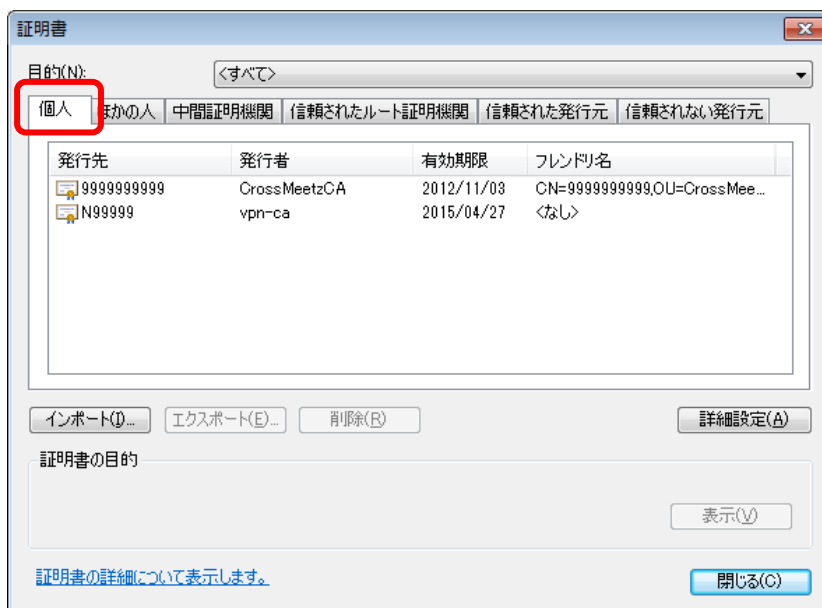 証明書
目的(N): <すべて>
個人 ほかの人 中間証明機関 信頼されたルート証明機関 信頼された発行元 信頼されない発行元
発行先 発行者 有効期限 フレンドリ名
9999999999 CrossMeetzCA 2012/11/03 CN=9999999999,OU=CrossMee...
N99999 vpn-ca 2015/04/27 <なし>
インポート(I)... エクスポート(E)... 削除(R) 詳細設定(A)
証明書の目的
表示(V)
証明書の詳細について表示します。
閉じる(C)